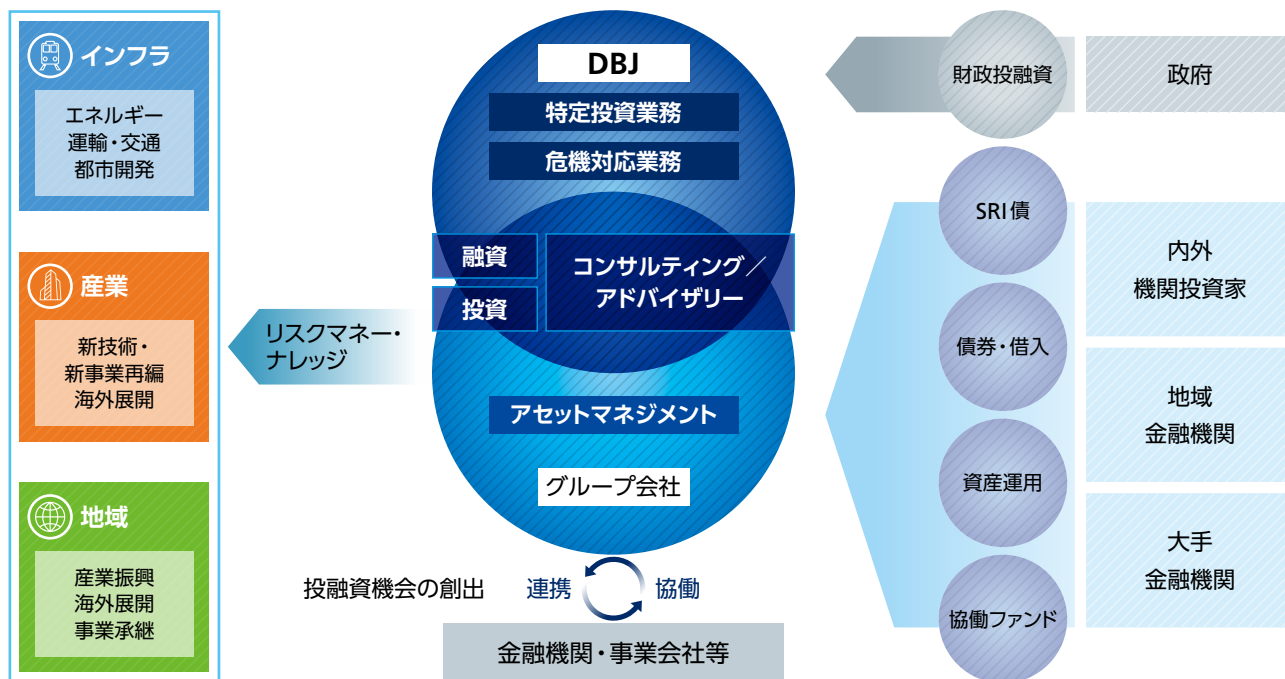 インフラ
エネルギー
運輸・交通
都市開発
産業
新技術・
新事業再編
海外展開
地域
産業振興
海外展開
事業承継
リスクマネー・
ナレッジ
DBJ
特定投資業務
危機対応業務
融資
投資
コンサルティング／
アドバイザリー
アセットマネジメント
グループ会社
投融資機会の創出
連携
協働
金融機関・事業会社等
財政投融資
政府
SRI債
債券・借入
資産運用
協働ファンド
内外
機関投資家
地域
金融機関
大手
金融機関